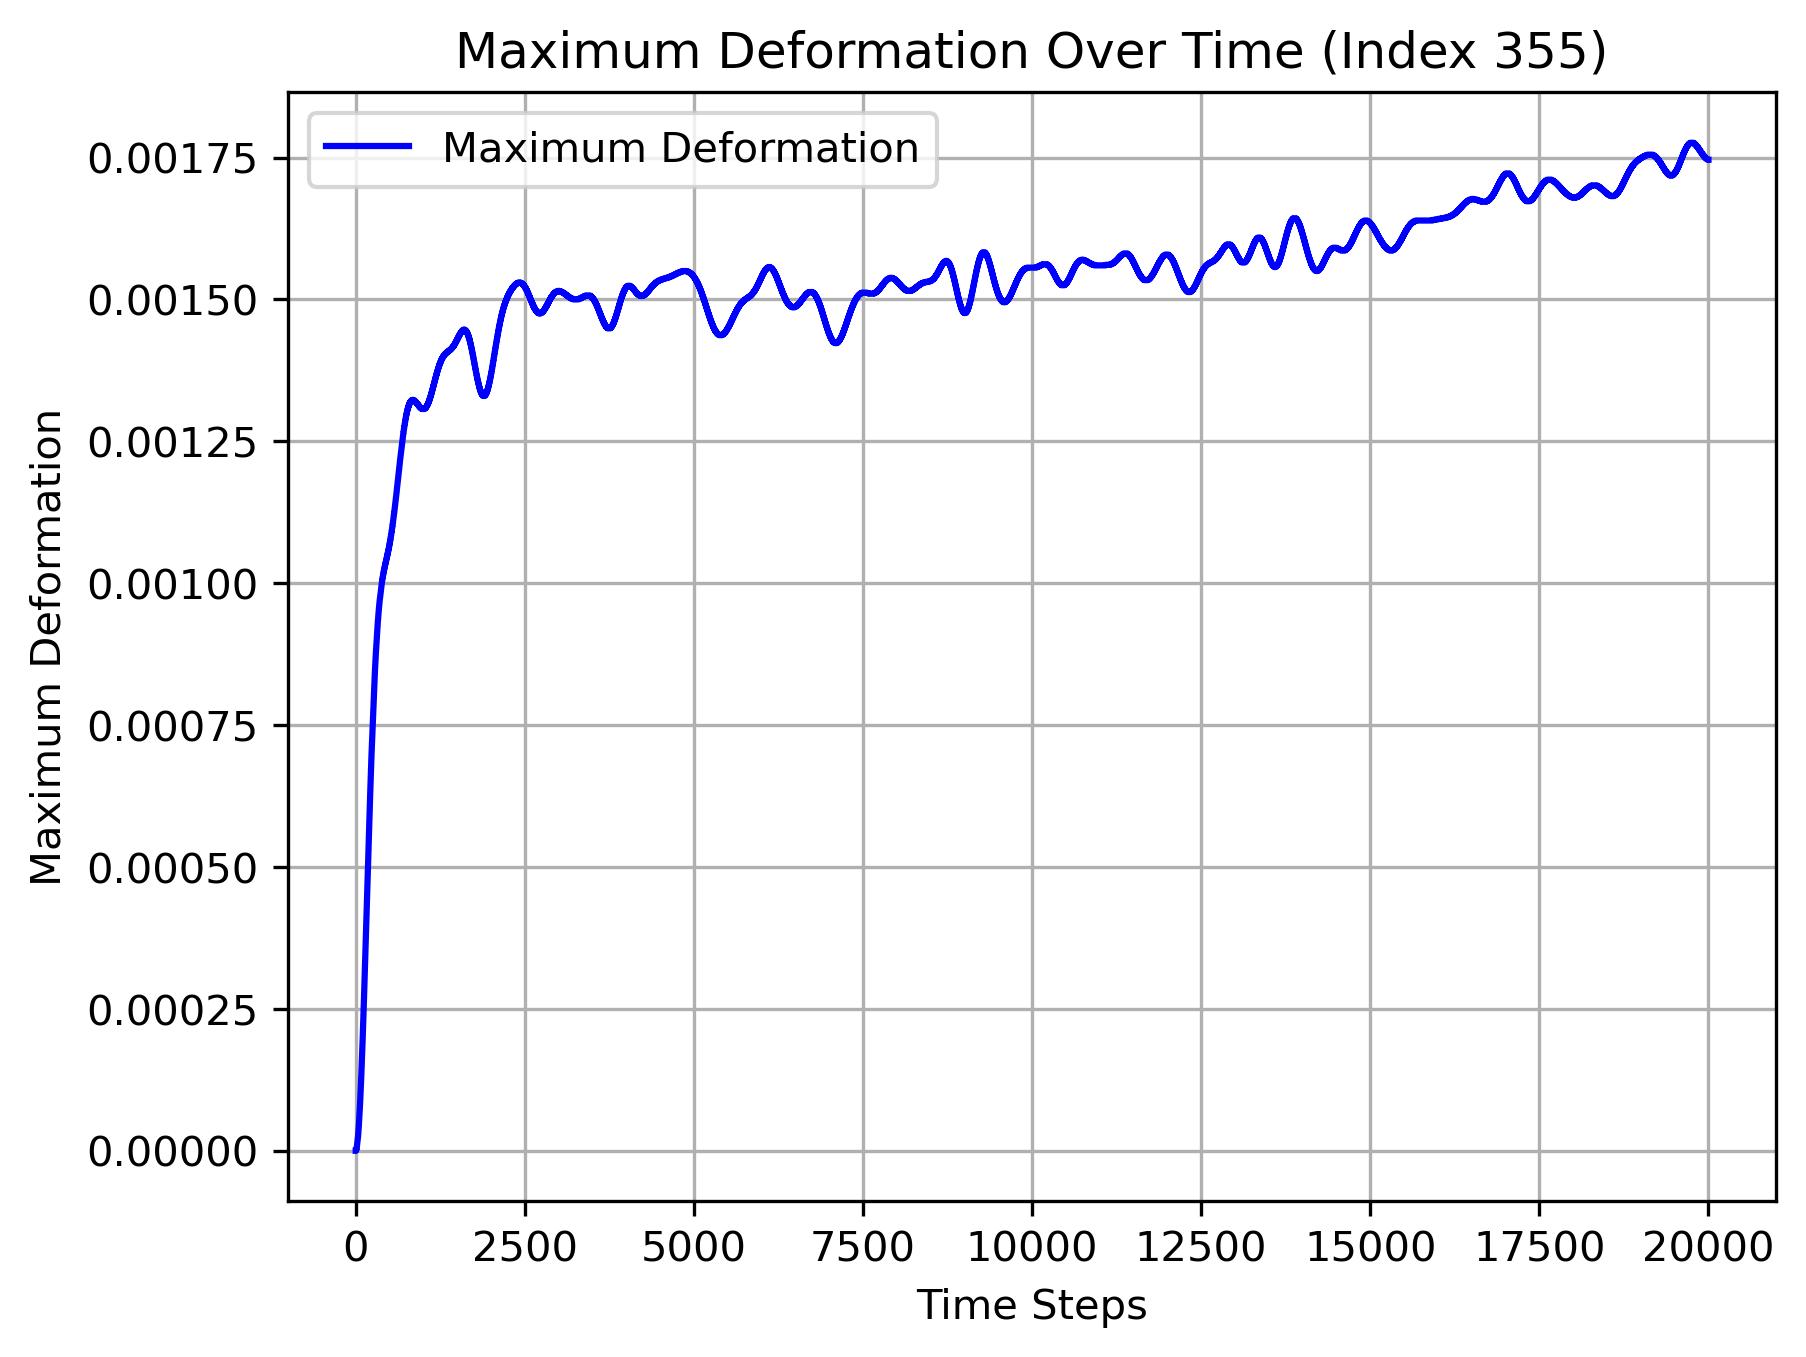 Maximum Deformation Over Time (Index 355)
Maximum Deformation
0.00175
0.00150
0.00125
0.00100
0.00075
0.00050
0.00025
0.00000
Maximum Deformation
0 2500 5000 7500 10000 12500 15000 17500 20000
Time Steps